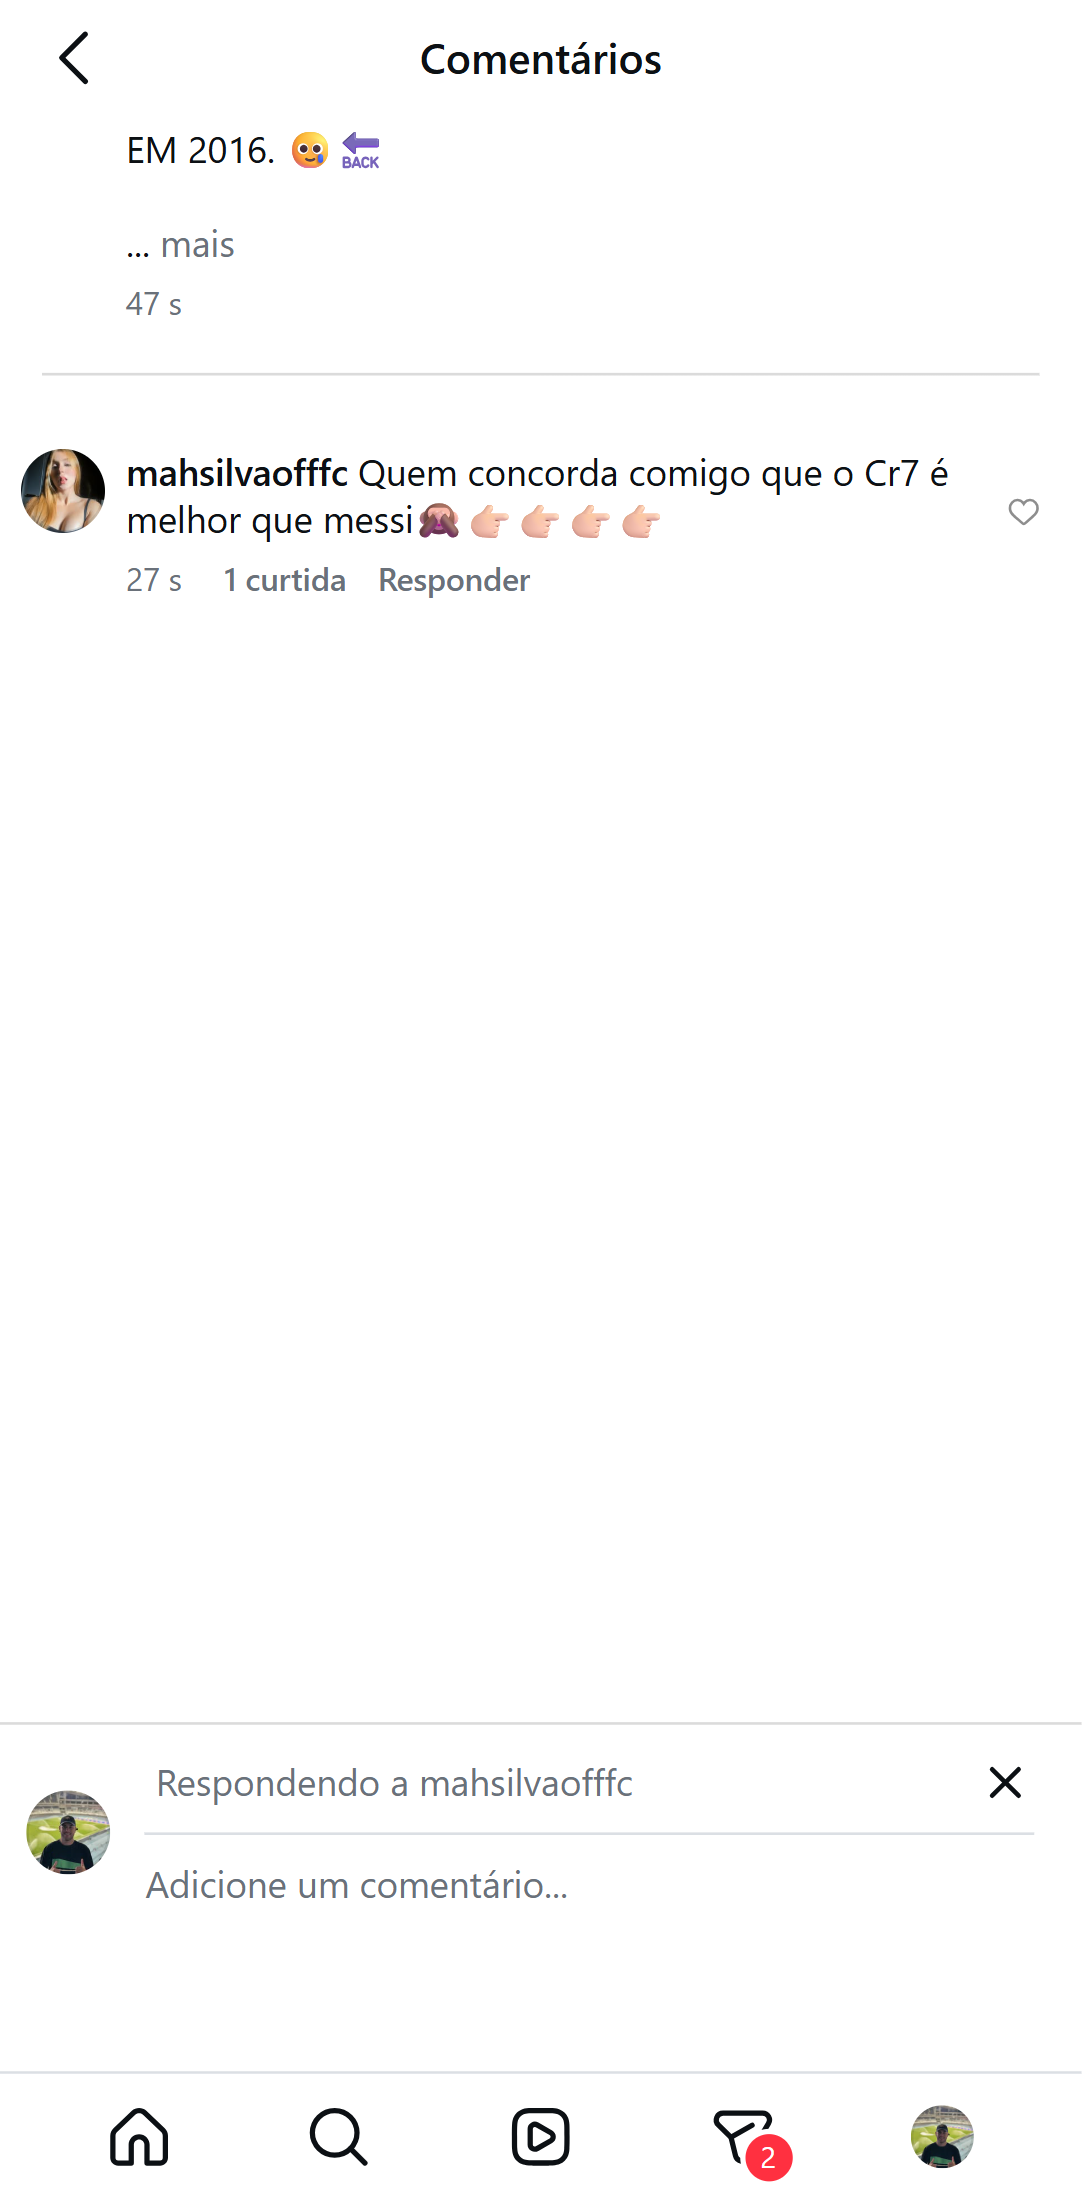 Comentários
EM 2016. 🥲 🔙
BACK
... mais
47 s
mahsilvaofffc Quem concorda comigo que o Cr7 é
melhor que messi🙈👉🏻👉🏻👉🏻👉🏻
27 s 1 curtida Responder
Respondendo a mahsilvaofffc
Adicione um comentário...
2